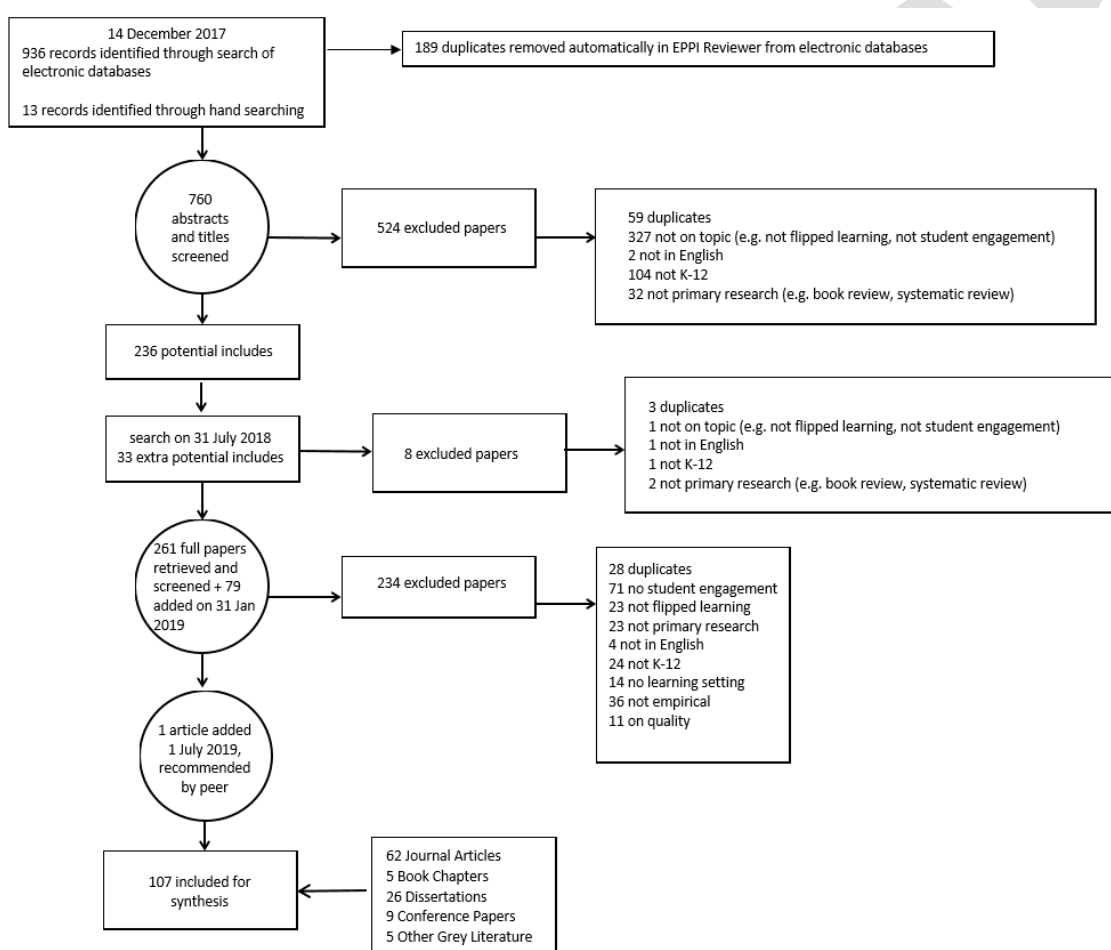 14 December 2017
936 records identified through search of
electronic databases
13 records identified through hand searching
189 duplicates removed automatically in EPPI Reviewer from electronic databases
760
abstracts
and titles
screened
524 excluded papers
59 duplicates
327 not on topic (e.g. not flipped learning, not student engagement)
2 not in English
104 not K-12
32 not primary research (e.g. book review, systematic review)
236 potential includes
search on 31 July 2018
33 extra potential includes
8 excluded papers
3 duplicates
1 not on topic (e.g. not flipped learning, not student engagement)
1 not in English
1 not K-12
2 not primary research (e.g. book review, systematic review)
261 full papers
retrieved and
screened + 79
added on 31 Jan
2019
234 excluded papers
28 duplicates
71 no student engagement
23 not flipped learning
23 not primary research
4 not in English
24 not K-12
14 no learning setting
36 not empirical
11 on quality
1 article added
1 July 2019,
recommended
by peer
107 included for
synthesis
62 Journal Articles
5 Book Chapters
26 Dissertations
9 Conference Papers
5 Other Grey Literature